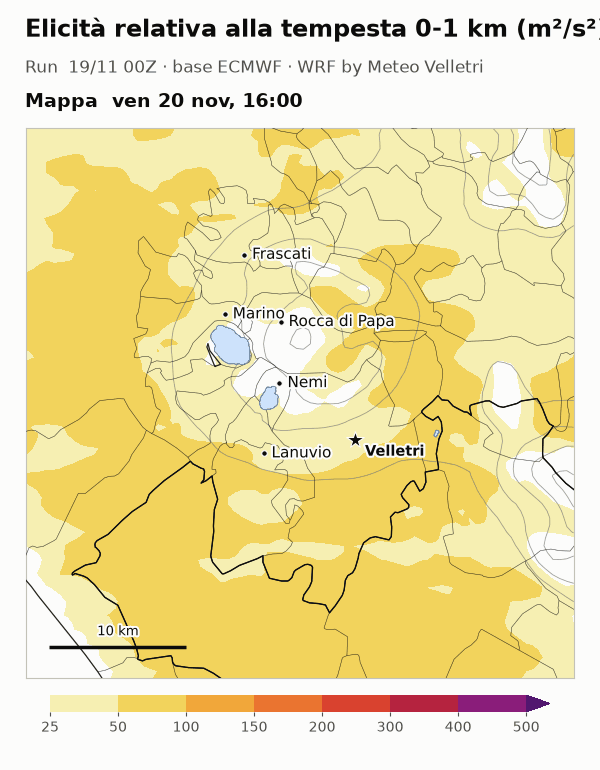 Elicità relativa alla tempesta 0-1 km (m²/s²)
Run 19/11 00Z · base ECMWF · WRF by Meteo Velletri
Mappa ven 20 nov, 16:00
Frascati
Marino
Rocca di Papa
Nemi
Velletri
Lanuvio
10 km
25 50 100 150 200 300 400 500